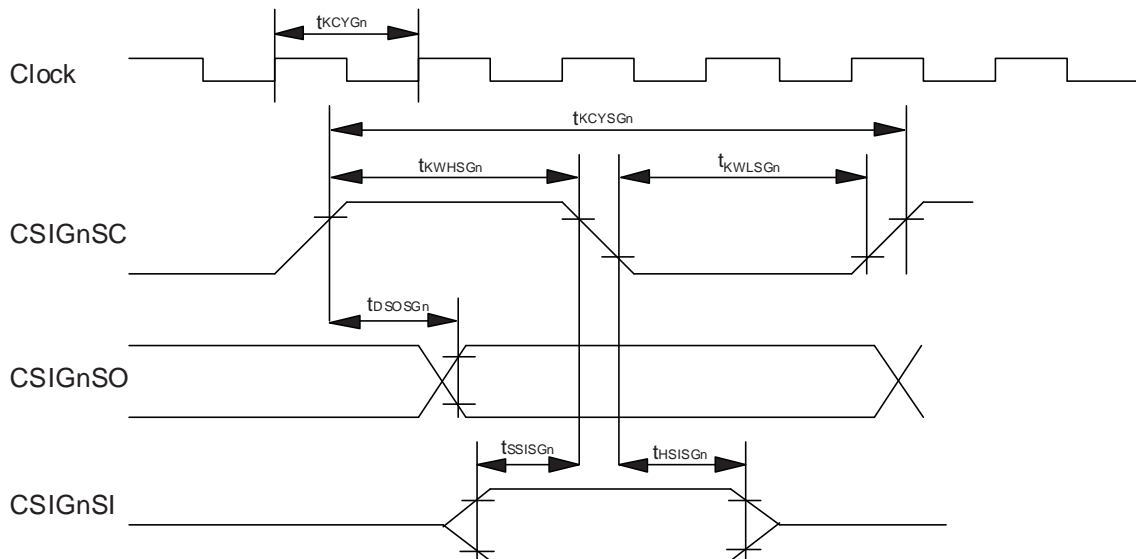 tKCYGn
Clock
tKCYSGn
tKWHSGn
tKWLSGn
CSIGnSC
tDSOSGn
CSIGnSO
tSSISGn
tHSISGn
CSIGnSI